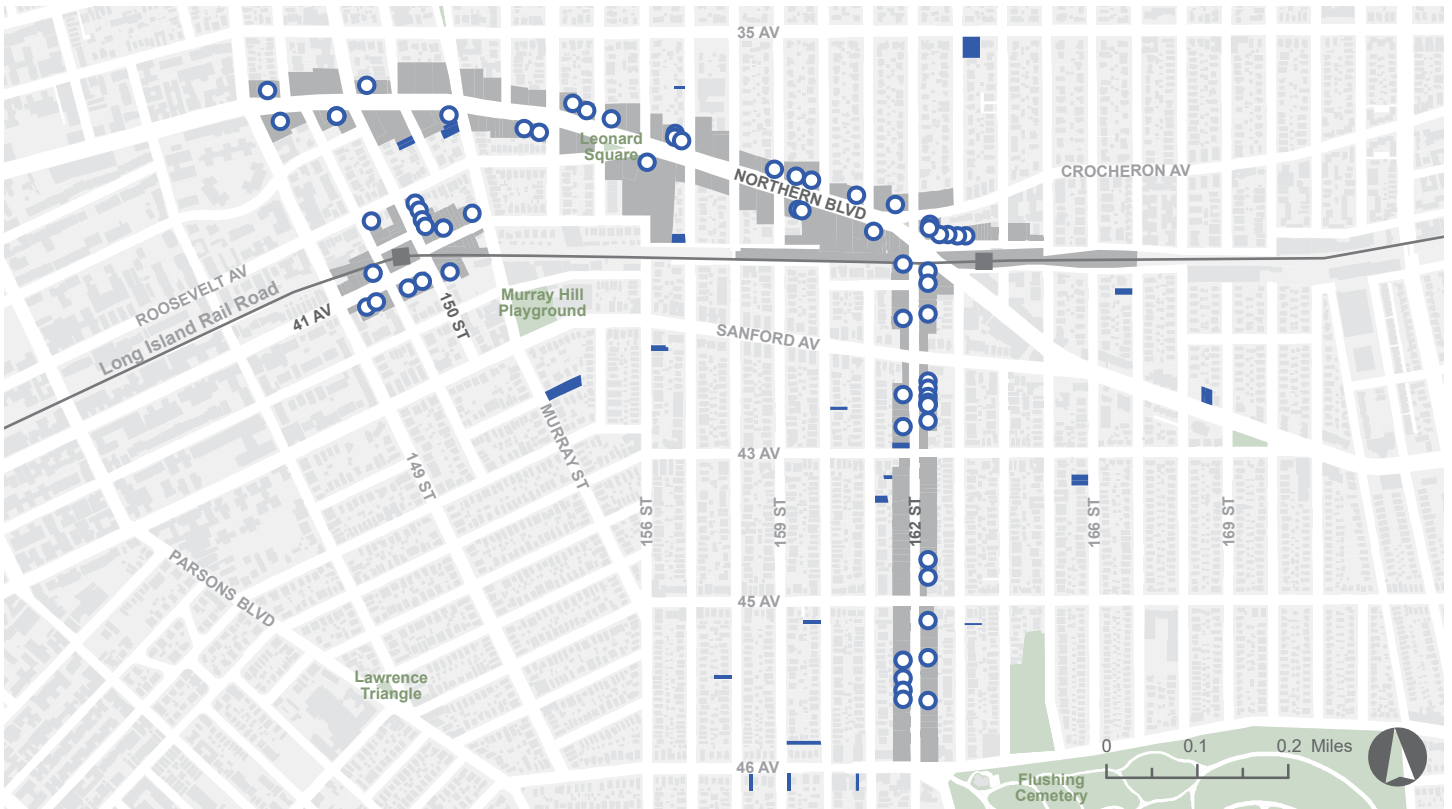 35 AV
Leonard
Square
CROCHERON AV
NORTHERN BLVD
ROOSEVELT AV
Long Island Rail Road
41 AV
150 ST
Murray Hill
Playground
SANFORD AV
MURRAY ST
149 ST
43 AV
156 ST
159 ST
162 ST
166 ST
169 ST
PARSONS BLVD
45 AV
Lawrence
Triangle
46 AV
0 0.1 0.2 Miles
Flushing
Cemetery